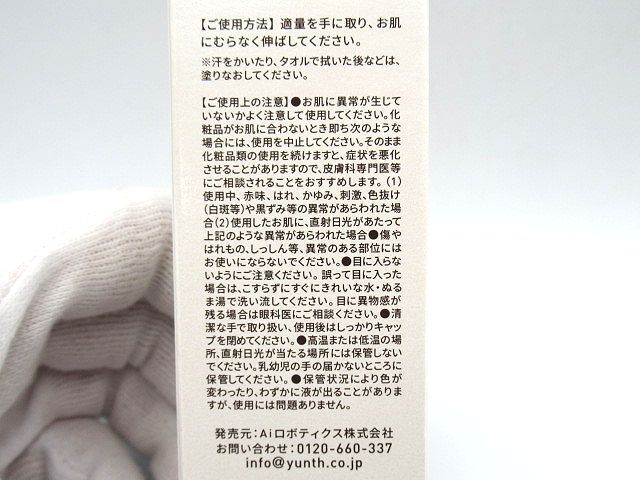 【ご使用方法】適量を手に取り、お肌
にむらなく伸ばしてください。
※汗をかいたり、タオルで拭いた後などは、
塗りなおしてください。
【ご使用上の注意】●お肌に異常が生じて
いないかよく注意して使用してください。化
粧品がお肌に合わないとき即ち次のような
場合には、使用を中止してください。そのまま
化粧品類の使用を続けますと、症状を悪化
させることがありますので、皮膚科専門医等
にご相談されることをおすすめします。(1)
使用中、赤味、はれ、かゆみ、刺激、色抜け
(白斑等)や黒ずみ等の異常があらわれた場
合(2)使用したお肌に、直射日光があたって
上記のような異常があらわれた場合●傷や
はれもの、しっしん等、異常のある部位には
お使いにならないでください。●目に入らな
いようにご注意ください。誤って目に入った
場合は、こすらずにすぐにきれいな水・ぬる
ま湯で洗い流してください。目に異物感が
残る場合は眼科医にご相談ください。●清
潔な手で取り扱い、使用後はしっかりキャッ
プを閉めてください。●高温または低温の場
所、直射日光が当たる場所には保管しない
でください。乳幼児の手の届かないところに
保管してください。●保管状況により色が
変わったり、わずかに液が出ることがありま
すが、使用には問題ありません。
発売元：Aiロボティクス株式会社
お問い合わせ：0120-660-337
info@yunth.co.jp